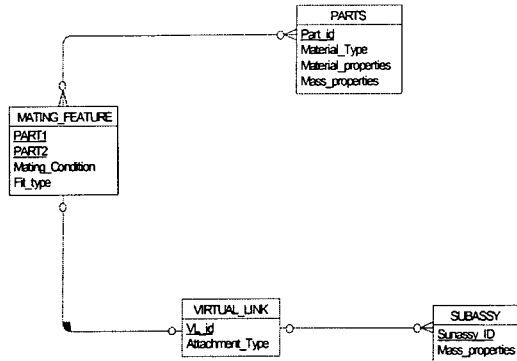 PARTS
Part_id
Material_Type
Material_properties
Mass_properties
MATING_FEATURE
PART1
PART2
Mating_Condition
Fit_type
VIRTUAL_LINK
VL_id
Attachment_Type
SUBASSY
Sunassy_ID
Mass_properties